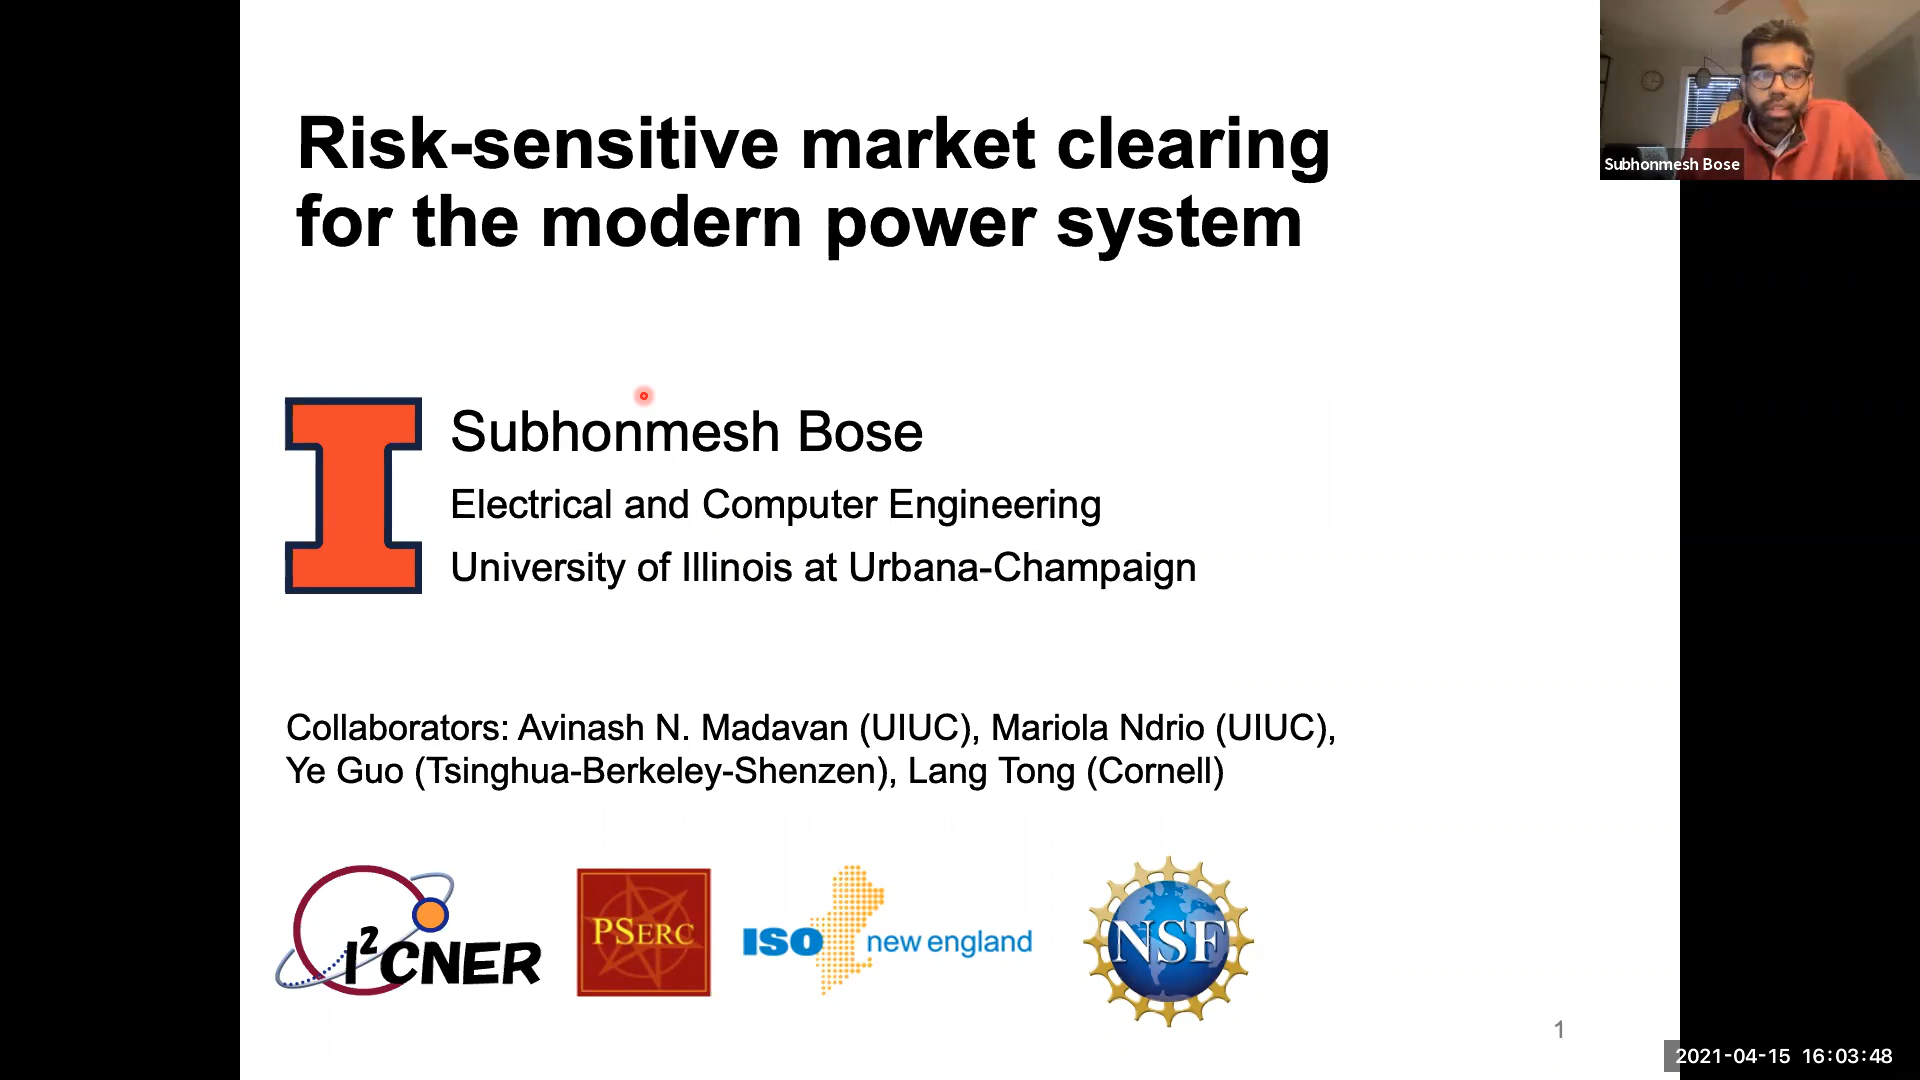 Risk-sensitive market clearing
for the modern power system
Subhonmesh Bose
Subhonmesh Bose
Electrical and Computer Engineering
University of Illinois at Urbana-Champaign
Collaborators: Avinash N. Madavan (UIUC), Mariola Ndrio (UIUC),
Ye Guo (Tsinghua-Berkeley-Shenzen), Lang Tong (Cornell)
I²CNER
PSERC
ISO new england
NSF
1
2021-04-15 16:03:48